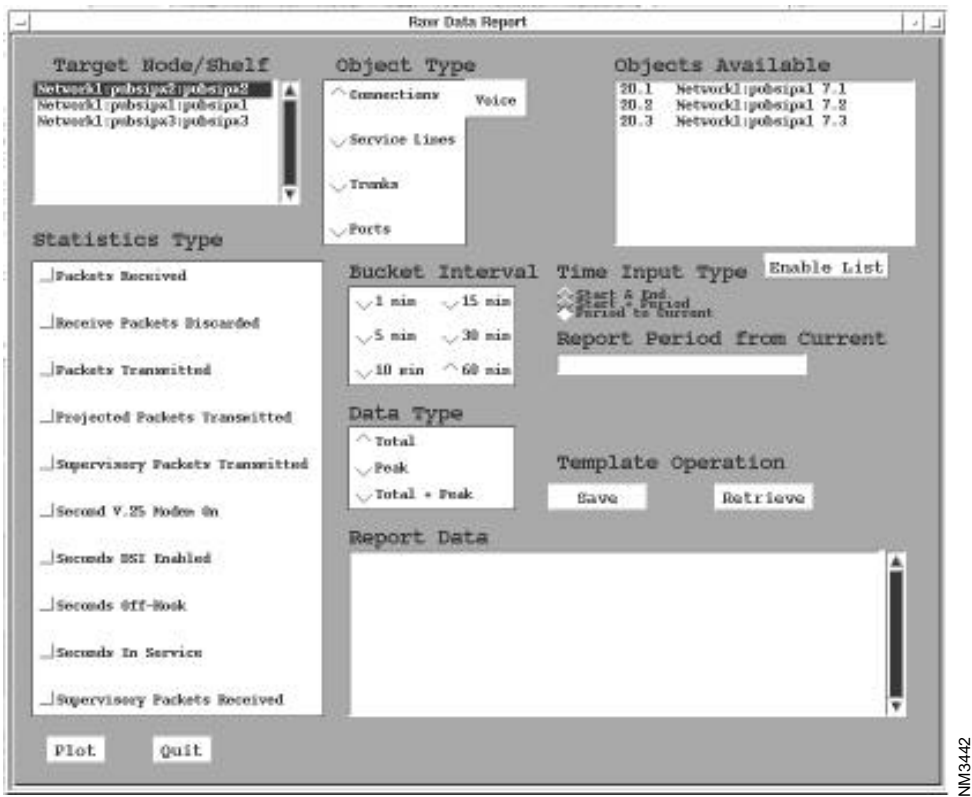 Raw Data Report
Target Node/Shelf
Network1:pubsipx2:pubsipx2
Network1:pubsipx1:pubsipx1
Network1:pubsipx3:pubsipx3
Object Type
Connections
Voice
Service Lines
Trunks
Ports
Objects Available
20.1 Network1:pubsipx1 7.1
20.2 Network1:pubsipx1 7.2
20.3 Network1:pubsipx1 7.3
Enable List
Statistics Type
Packets Received
Receive Packets Discarded
Packets Transmitted
Projected Packets Transmitted
Supervisory Packets Transmitted
Second V.25 Modem On
Seconds DSI Enabled
Seconds Off-Hook
Seconds In Service
Supervisory Packets Received
Bucket Interval
1 min 15 min
5 min 30 min
10 min 60 min
Time Input Type
Start & End
Start + Period
Period to Current
Report Period from Current
Data Type
Total
Peak
Total + Peak
Template Operation
Save Retrieve
Report Data
Plot Quit
NM3442